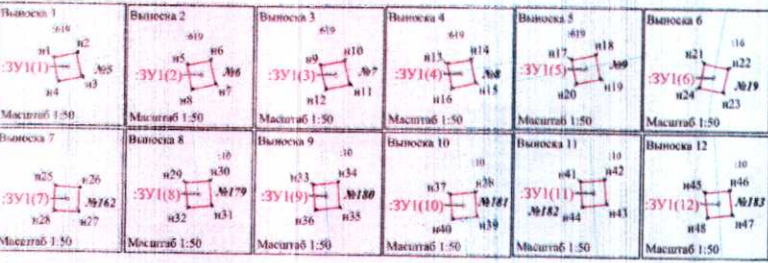 Выноска 1
:619
н1 н2
:ЗУ1(1) №5
н4 н3
Масштаб 1:50
Выноска 2
:619
н5 н6
:ЗУ1(2) №6
н8 н7
Масштаб 1:50
Выноска 3
:619
н9 н10
:ЗУ1(3) №7
н12 н11
Масштаб 1:50
Выноска 4
:619
н13 н14
:ЗУ1(4) №8
н16 н15
Масштаб 1:50
Выноска 5
:619
н17 н18
:ЗУ1(5) №9
н20 н19
Масштаб 1:50
Выноска 6
:16
н21 н22
:ЗУ1(6) №19
н24 н23
Масштаб 1:50
Выноска 7
н25 н26
:ЗУ1(7) №162
н28 н27
Масштаб 1:50
Выноска 8
:10
н29 н30
:ЗУ1(8) №179
н32 н31
Масштаб 1:50
Выноска 9
:10
н33 н34
:ЗУ1(9) №180
н36 н35
Масштаб 1:50
Выноска 10
:10
н37 н38
:ЗУ1(10) №181
н40 н39
Масштаб 1:50
Выноска 11
:10
н41 н42
:ЗУ1(11)
№182 н44 н43
Масштаб 1:50
Выноска 12
:10
н45 н46
:ЗУ1(12) №183
н48 н47
Масштаб 1:50